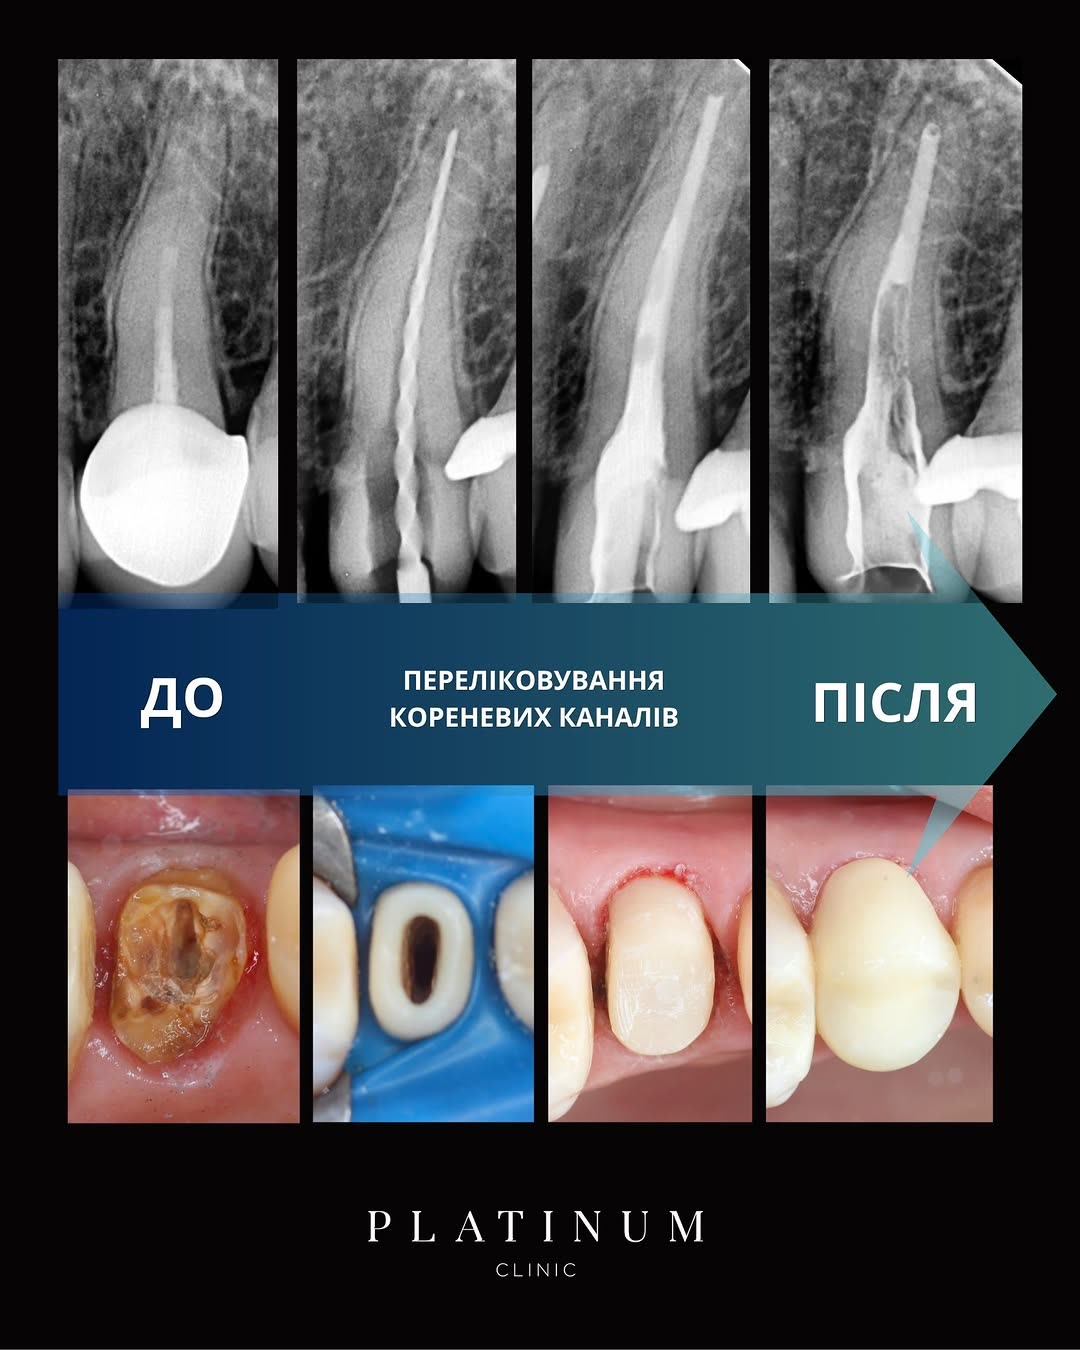 ДО
ПЕРЕЛІКОВУВАННЯ
КОРЕНЕВИХ КАНАЛІВ
ПІСЛЯ
PLATINUM
CLINIC